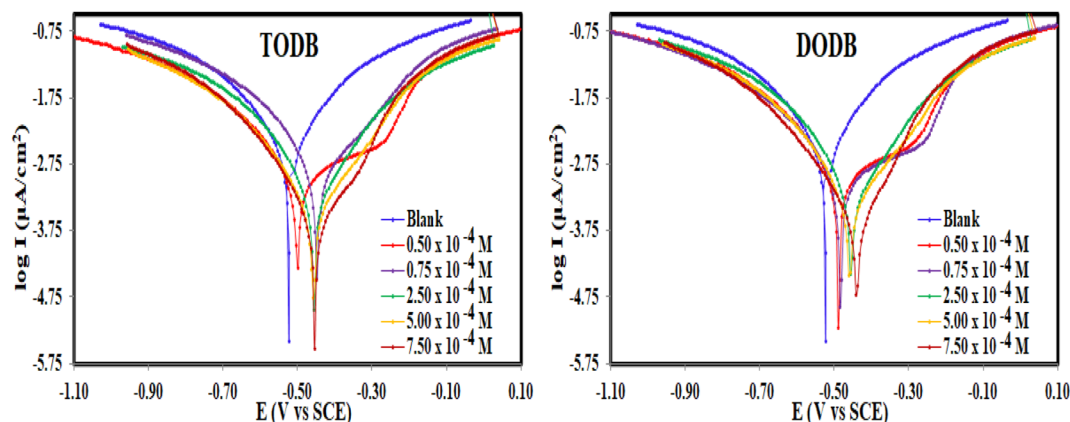 TODB
log I (µA/cm²)
-0.75
-1.75
-2.75
-3.75
-4.75
-5.75
Blank
0.50 x 10 -4 M
0.75 x 10 -4 M
2.50 x 10 -4 M
5.00 x 10 -4 M
7.50 x 10 -4 M
-1.10 -0.90 -0.70 -0.50 -0.30 -0.10 0.10
E (V vs SCE)
DODB
log I (µA/cm²)
-0.75
-1.75
-2.75
-3.75
-4.75
-5.75
Blank
0.50 x 10 -4 M
0.75 x 10 -4 M
2.50 x 10 -4 M
5.00 x 10 -4 M
7.50 x 10 -4 M
-1.10 -0.90 -0.70 -0.50 -0.30 -0.10 0.10
E (V vs SCE)